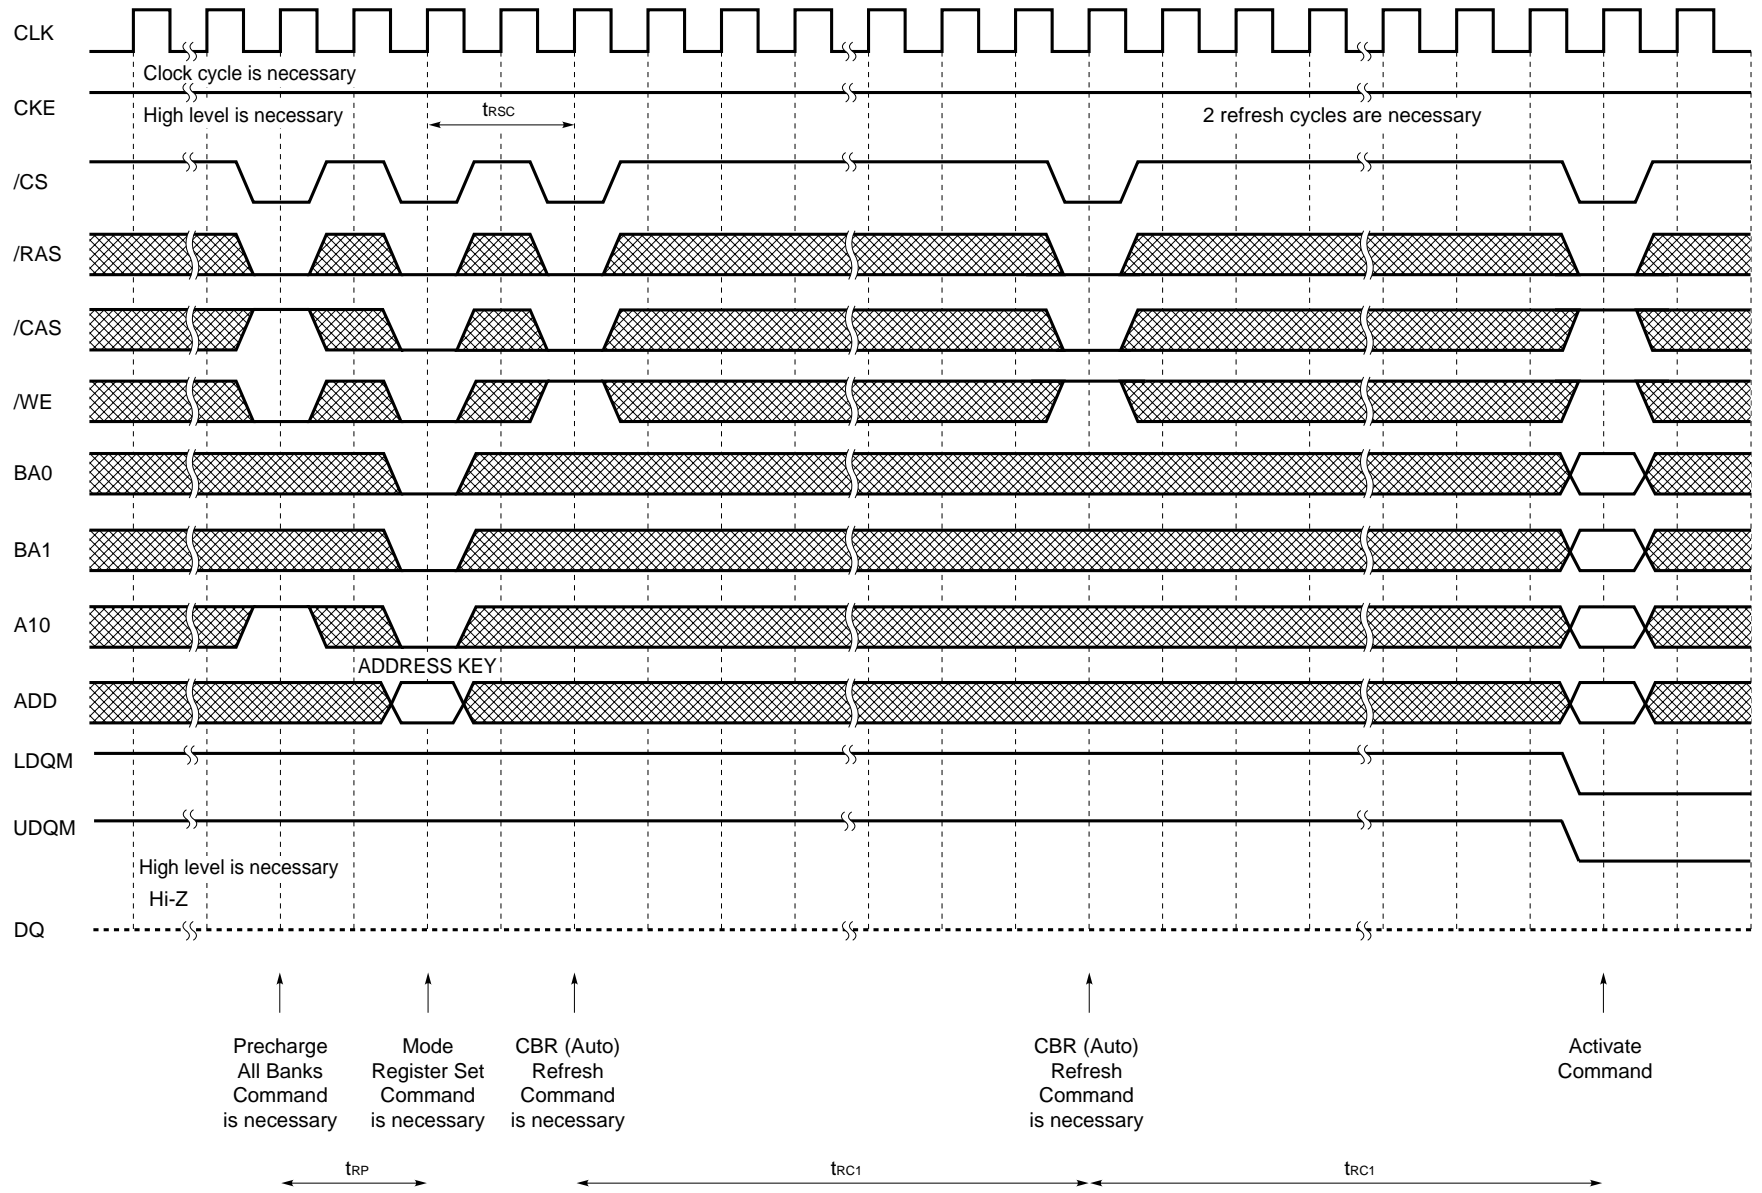 CLK
Clock cycle is necessary
CKE
High level is necessary
tRSC
2 refresh cycles are necessary
/CS
/RAS
/CAS
/WE
BA0
BA1
A10
ADDRESS KEY
ADD
LDQM
UDQM
High level is necessary
Hi-Z
DQ
Precharge
All Banks
Command
is necessary
Mode
Register Set
Command
is necessary
CBR (Auto)
Refresh
Command
is necessary
CBR (Auto)
Refresh
Command
is necessary
Activate
Command
tRP
tRC1
tRC1